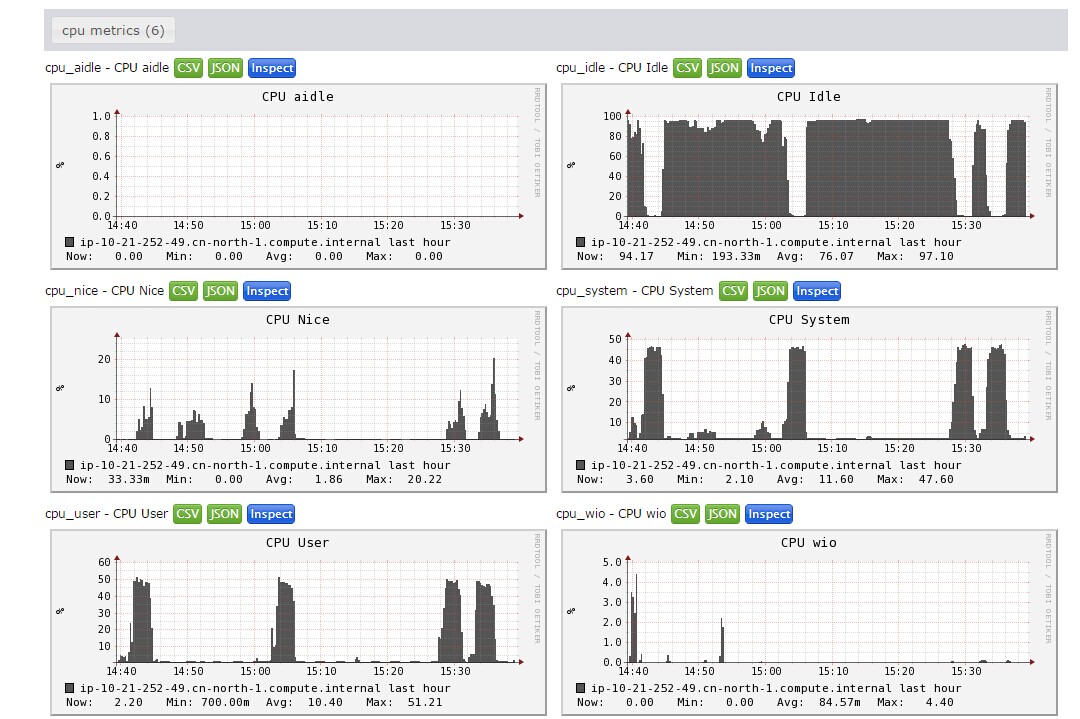 cpu metrics (6)
cpu_aidle - CPU aidle CSV JSON Inspect
CPU aidle
1.0
0.8
0.6
0.4
0.2
0.0
%
14:40 14:50 15:00 15:10 15:20 15:30
RRDTOOL / TOBI OETIKER
ip-10-21-252-49.cn-north-1.compute.internal last hour
Now: 0.00 Min: 0.00 Avg: 0.00 Max: 0.00
cpu_idle - CPU Idle CSV JSON Inspect
CPU Idle
100
80
60
40
20
0
%
14:40 14:50 15:00 15:10 15:20 15:30
RRDTOOL / TOBI OETIKER
ip-10-21-252-49.cn-north-1.compute.internal last hour
Now: 94.17 Min: 193.33m Avg: 76.07 Max: 97.10
cpu_nice - CPU Nice CSV JSON Inspect
CPU Nice
20
10
0
%
14:40 14:50 15:00 15:10 15:20 15:30
RRDTOOL / TOBI OETIKER
ip-10-21-252-49.cn-north-1.compute.internal last hour
Now: 33.33m Min: 0.00 Avg: 1.86 Max: 20.22
cpu_system - CPU System CSV JSON Inspect
CPU System
50
40
30
20
10
%
14:40 14:50 15:00 15:10 15:20 15:30
RRDTOOL / TOBI OETIKER
ip-10-21-252-49.cn-north-1.compute.internal last hour
Now: 3.60 Min: 2.10 Avg: 11.60 Max: 47.60
cpu_user - CPU User CSV JSON Inspect
CPU User
60
50
40
30
20
10
%
14:40 14:50 15:00 15:10 15:20 15:30
RRDTOOL / TOBI OETIKER
ip-10-21-252-49.cn-north-1.compute.internal last hour
Now: 2.20 Min: 700.00m Avg: 10.40 Max: 51.21
cpu_wio - CPU wio CSV JSON Inspect
CPU wio
5.0
4.0
3.0
2.0
1.0
0.0
%
14:40 14:50 15:00 15:10 15:20 15:30
RRDTOOL / TOBI OETIKER
ip-10-21-252-49.cn-north-1.compute.internal last hour
Now: 0.00 Min: 0.00 Avg: 84.57m Max: 4.40